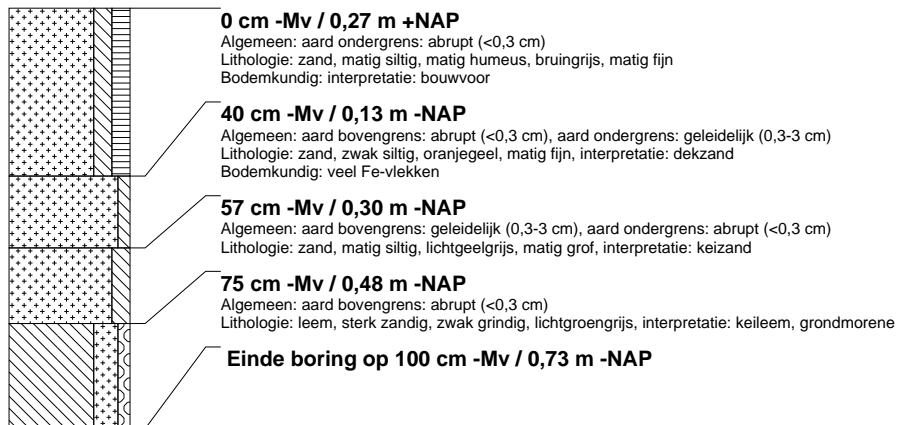 0 cm -Mv / 0,27 m +NAP
Algemeen: aard ondergrens: abrupt (<0,3 cm)
Lithologie: zand, matig siltig, matig humeus, bruingrijs, matig fijn
Bodemkundig: interpretatie: bouwvoor
40 cm -Mv / 0,13 m -NAP
Algemeen: aard bovengrens: abrupt (<0,3 cm), aard ondergrens: geleidelijk (0,3-3 cm)
Lithologie: zand, zwak siltig, oranjegeel, matig fijn, interpretatie: dekzand
Bodemkundig: veel Fe-vlekken
57 cm -Mv / 0,30 m -NAP
Algemeen: aard bovengrens: geleidelijk (0,3-3 cm), aard ondergrens: abrupt (<0,3 cm)
Lithologie: zand, matig siltig, lichtgeelgrijs, matig grof, interpretatie: keizand
75 cm -Mv / 0,48 m -NAP
Algemeen: aard bovengrens: abrupt (<0,3 cm)
Lithologie: leem, sterk zandig, zwak grindig, lichtgroengrijs, interpretatie: keileem, grondmorene
Einde boring op 100 cm -Mv / 0,73 m -NAP